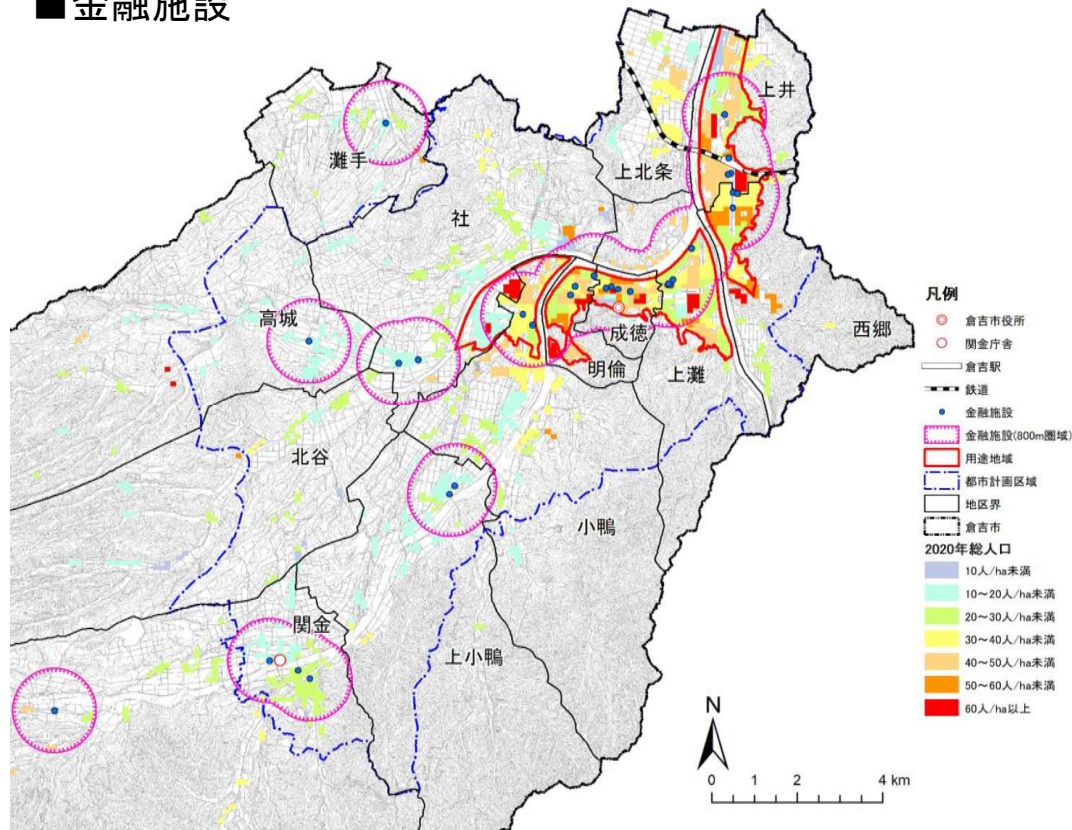 ■金融施設
上井
灘手
上北条
社
高城
成徳
西郷
明倫
上灘
北谷
小鴨
関金
上小鴨
凡例
倉吉市役所
関金庁舎
倉吉駅
鉄道
金融施設
金融施設(800m圏域)
用途地域
都市計画区域
地区界
倉吉市
2020年総人口
10人/ha未満
10～20人/ha未満
20～30人/ha未満
30～40人/ha未満
40～50人/ha未満
50～60人/ha未満
60人/ha以上
N
0 1 2 4 km